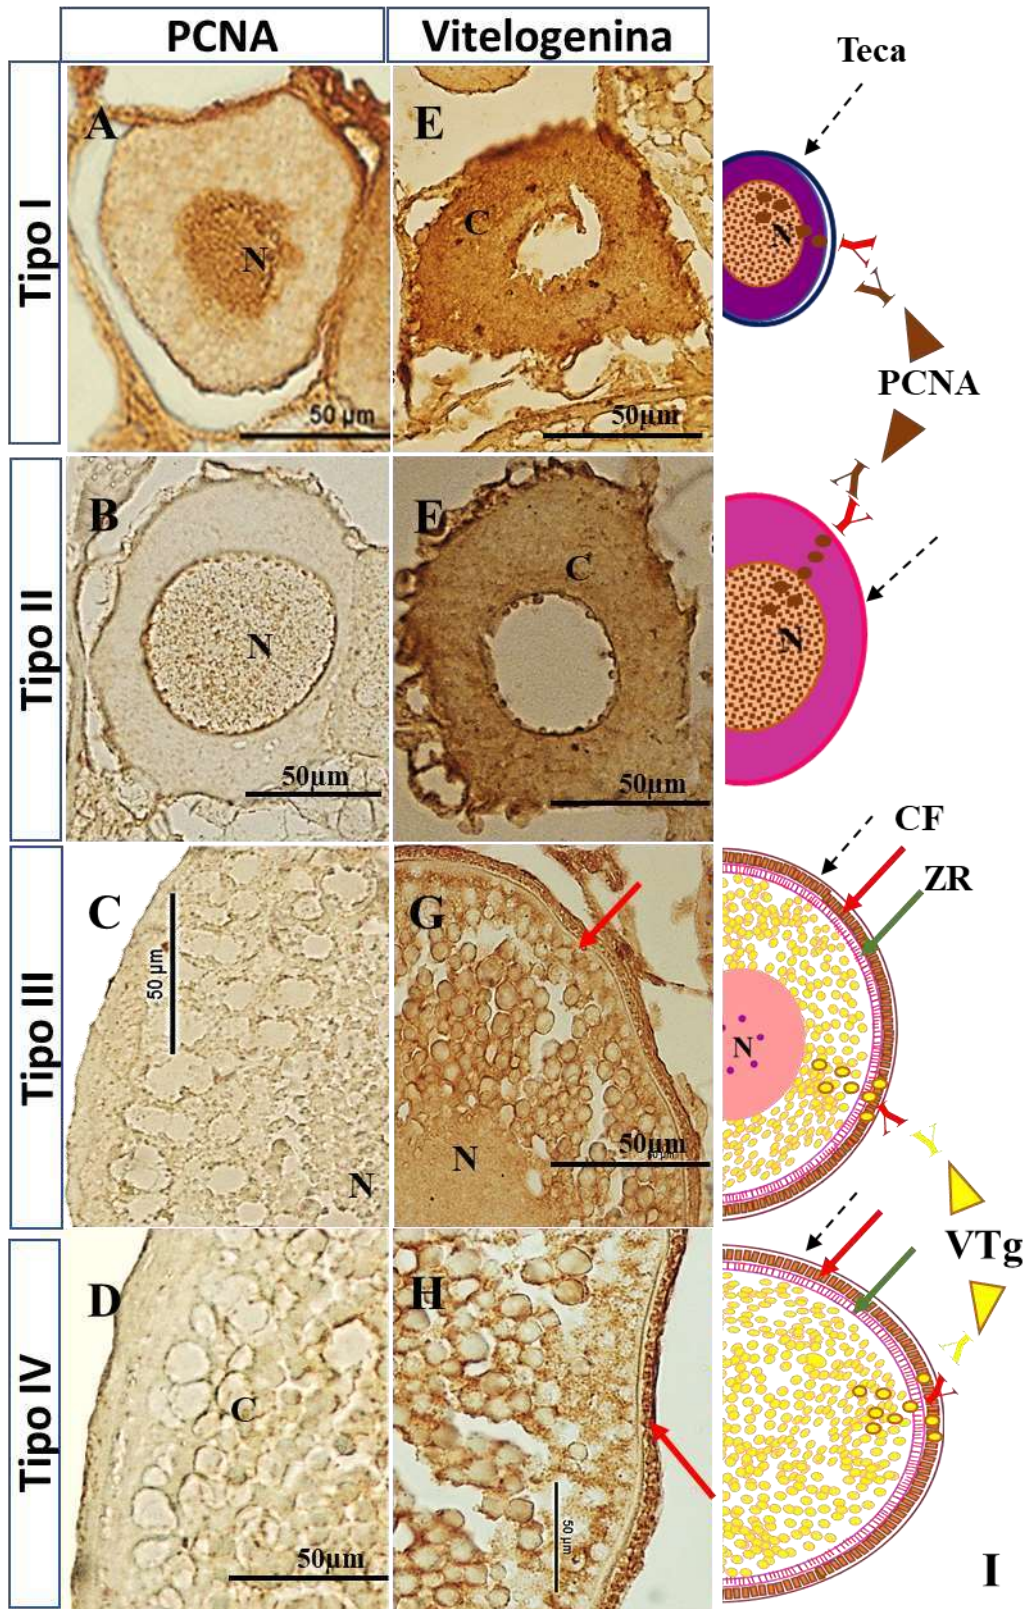 PCNA
Vitelogenina
Teca
Tipo I
A
N
50 µm
E
C
50µm
N
PCNA
Tipo II
B
N
50µm
F
C
50µm
N
CF
ZR
Tipo III
C
50 µm
N
G
N
50µm
N
VTg
Tipo IV
D
C
50µm
H
50 µm
I